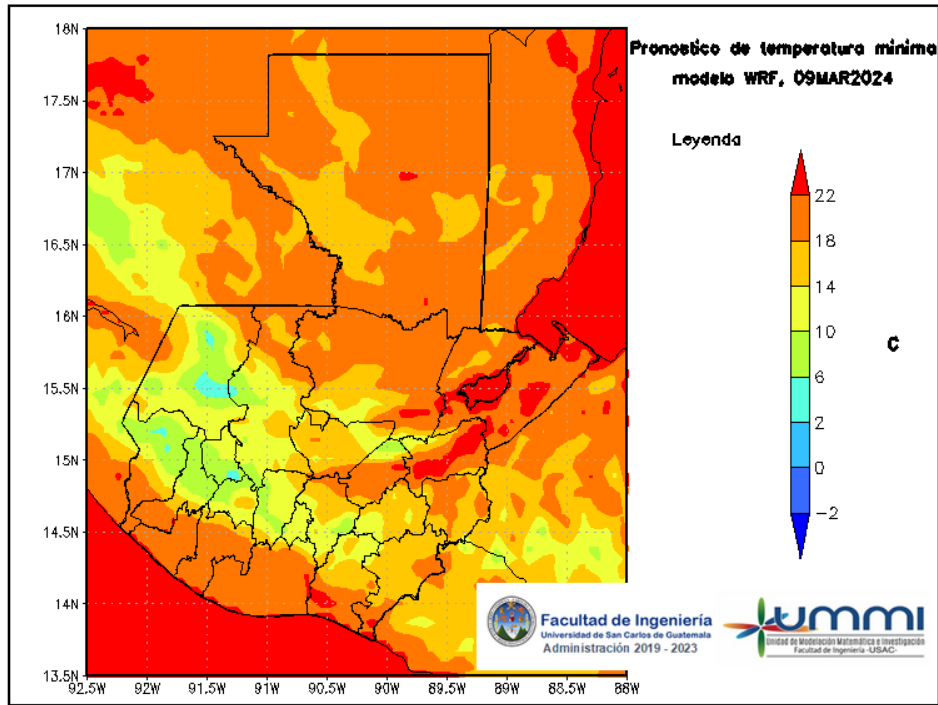 Pronostico de temperatura minima
modelo WRF, 09MAR2024
Leyenda
22
18
14
10
6
2
0
−2
C
18N
17.5N
17N
16.5N
16N
15.5N
15N
14.5N
14N
13.5N
92.5W 92W 91.5W 91W 90.5W 90W 89.5W 89W 88.5W 88W
Facultad de Ingeniería
Universidad de San Carlos de Guatemala
Administración 2019 - 2023
ummi
Unidad de Modelación Matemática e Investigación
Facultad de Ingeniería -USAC-